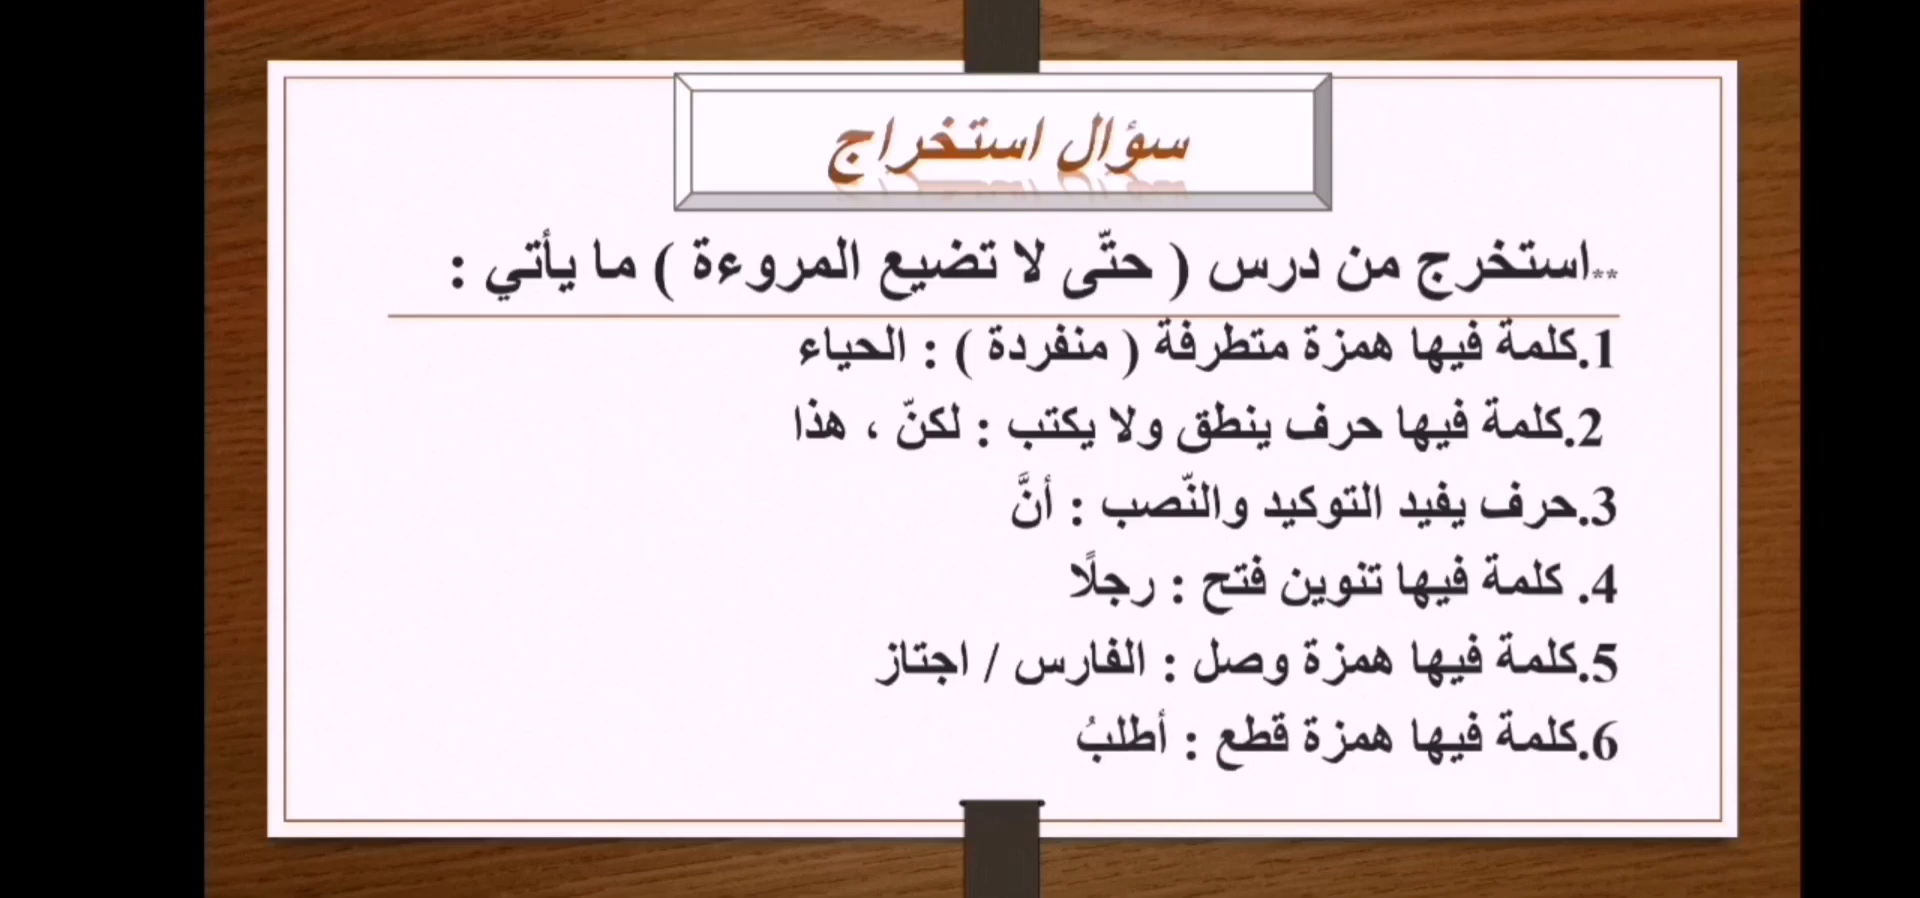 سؤال استخراج
**استخرج من درس ( حتّى لا تضيع المروءة ) ما يأتي :
1.كلمة فيها همزة متطرفة ( منفردة ) : الحياء
2.كلمة فيها حرف ينطق ولا يكتب : لكنّ ، هذا
3.حرف يفيد التوكيد والنّصب : أنَّ
4. كلمة فيها تنوين فتح : رجلًا
5.كلمة فيها همزة وصل : الفارس / اجتاز
6.كلمة فيها همزة قطع : أطلبُ